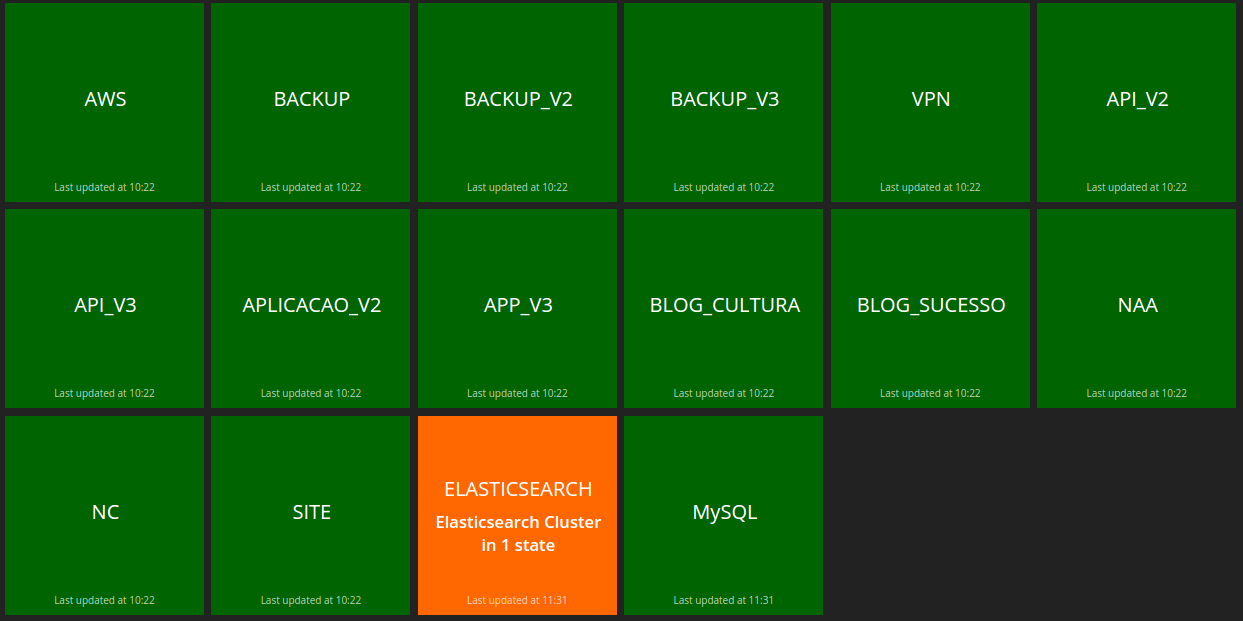 AWS
Last updated at 10:22
BACKUP
Last updated at 10:22
BACKUP_V2
Last updated at 10:22
BACKUP_V3
Last updated at 10:22
VPN
Last updated at 10:22
API_V2
Last updated at 10:22
API_V3
Last updated at 10:22
APLICACAO_V2
Last updated at 10:22
APP_V3
Last updated at 10:22
BLOG_CULTURA
Last updated at 10:22
BLOG_SUCESSO
Last updated at 10:22
NAA
Last updated at 10:22
NC
Last updated at 10:22
SITE
Last updated at 10:22
ELASTICSEARCH
Elasticsearch Cluster
in 1 state
Last updated at 11:31
MySQL
Last updated at 11:31